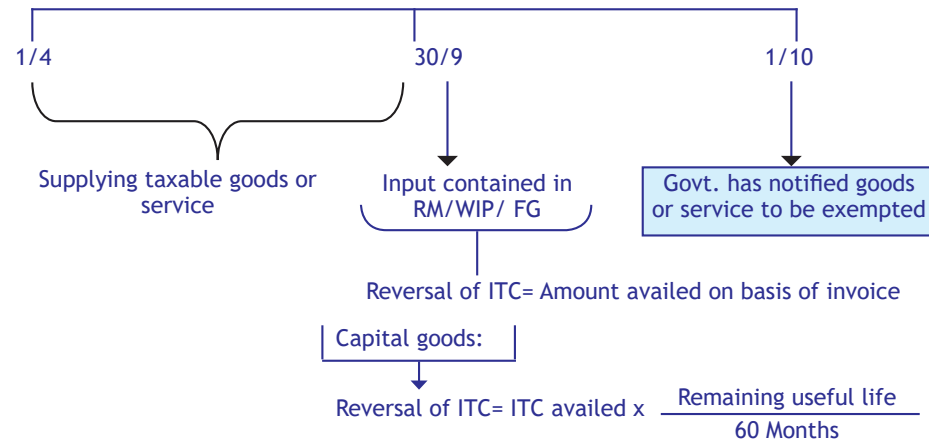 1/4
30/9
1/10
Supplying taxable goods or
service
Input contained in
RM/WIP/ FG
Govt. has notified goods
or service to be exempted
Reversal of ITC= Amount availed on basis of invoice
Capital goods:
Reversal of ITC= ITC availed x Remaining useful life
60 Months